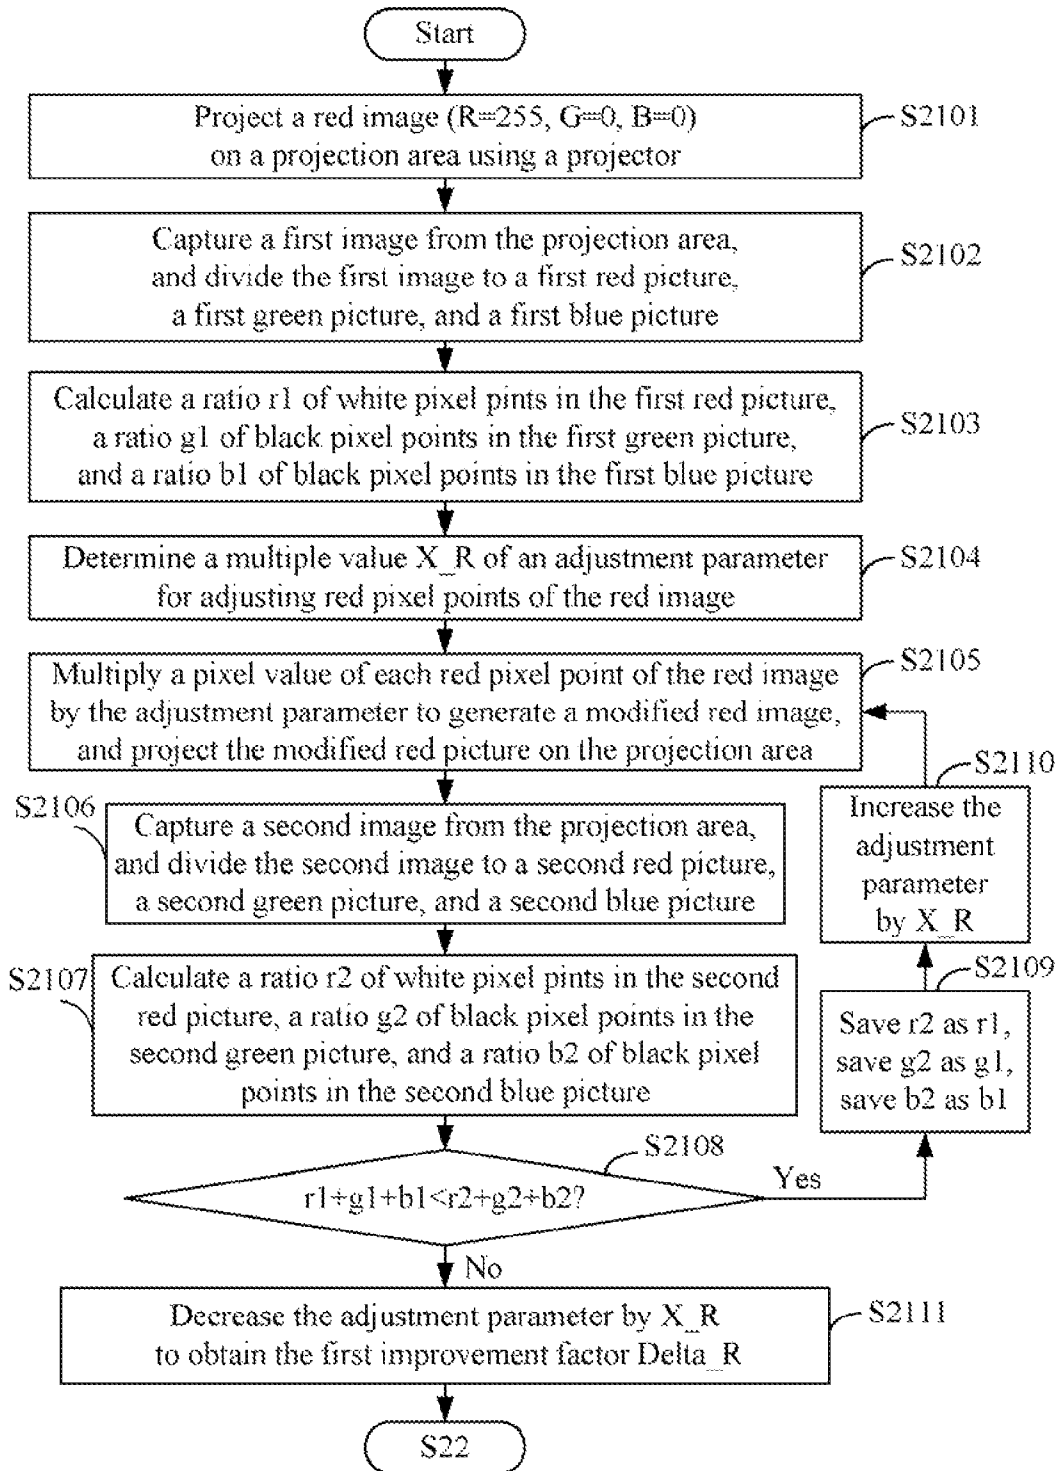 Start
Project a red image (R=255, G=0, B=0)
on a projection area using a projector
S2101
Capture a first image from the projection area,
and divide the first image to a first red picture,
a first green picture, and a first blue picture
S2102
Calculate a ratio r1 of white pixel pints in the first red picture,
a ratio g1 of black pixel points in the first green picture,
and a ratio b1 of black pixel points in the first blue picture
S2103
Determine a multiple value X_R of an adjustment parameter
for adjusting red pixel points of the red image
S2104
Multiply a pixel value of each red pixel point of the red image
by the adjustment parameter to generate a modified red image,
and project the modified red picture on the projection area
S2105
S2106
Capture a second image from the projection area,
and divide the second image to a second red picture,
a second green picture, and a second blue picture
S2107
Calculate a ratio r2 of white pixel pints in the second
red picture, a ratio g2 of black pixel points in the
second green picture, and a ratio b2 of black pixel
points in the second blue picture
S2108
r1+g1+b1<r2+g2+b2?
Yes
S2109
Save r2 as r1,
save g2 as g1,
save b2 as b1
S2110
Increase the
adjustment
parameter
by X_R
No
Decrease the adjustment parameter by X_R
to obtain the first improvement factor Delta_R
S2111
S22